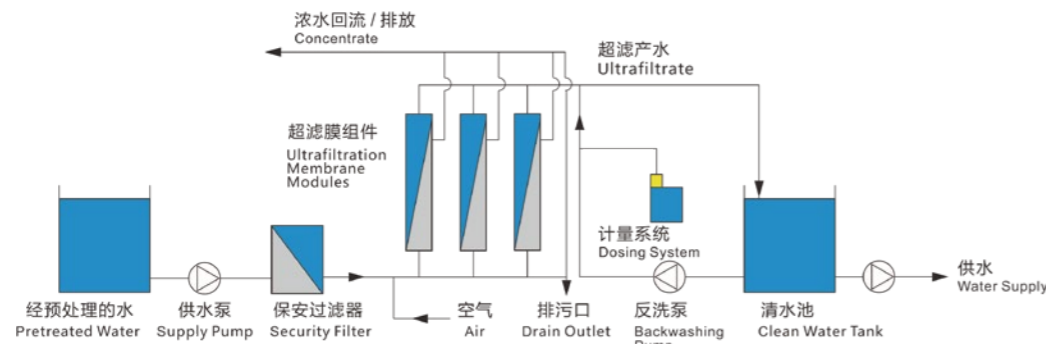 浓水回流 / 排放
Concentrate
超滤产水
Ultrafiltrate
超滤膜组件
Ultrafiltration
Membrane
Modules
计量系统
Dosing System
供水
Water Supply
经预处理的水
Pretreated Water
供水泵
Supply Pump
保安过滤器
Security Filter
空气
Air
排污口
Drain Outlet
反洗泵
Backwashing
Pump
清水池
Clean Water Tank